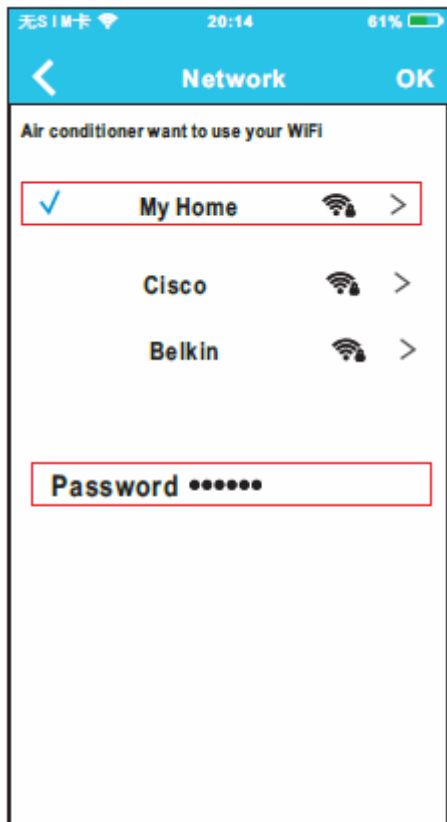 无SIM卡 20:14 61%
Network OK
Air conditioner want to use your WiFi
My Home
Cisco
Belkin
Password ••••••